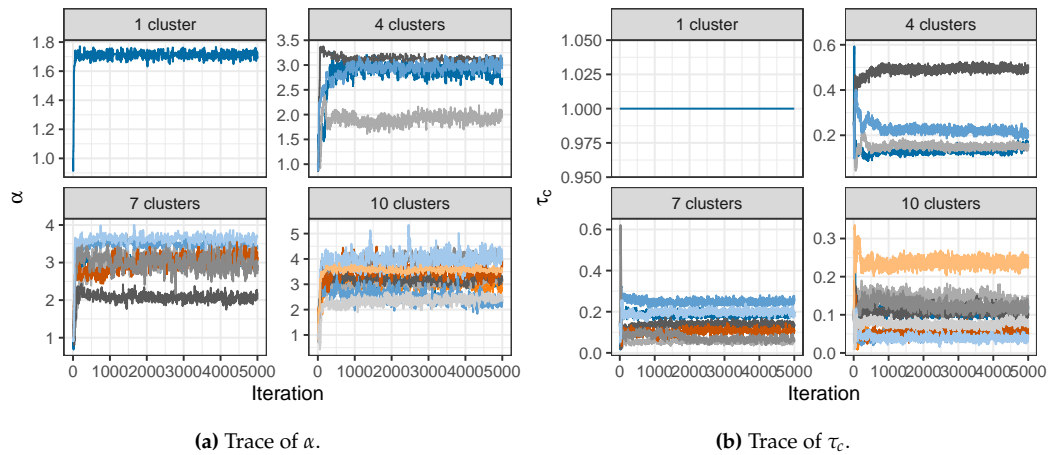 1 cluster
4 clusters
1 cluster
4 clusters
1.8
1.6
1.4
1.2
1.0
3.5
3.0
2.5
2.0
1.5
1.0
1.050
1.025
1.000
0.975
0.950
0.6
0.4
0.2
α
τc
7 clusters
10 clusters
7 clusters
10 clusters
4
3
2
1
5
4
3
2
1
0.6
0.4
0.2
0.0
0.3
0.2
0.1
0.0
0 1000 2000 3000 4000 5000
0 1000 2000 3000 4000 5000
0 1000 2000 3000 4000 5000
0 1000 2000 3000 4000 5000
Iteration
Iteration
(a) Trace of α.
(b) Trace of τc.